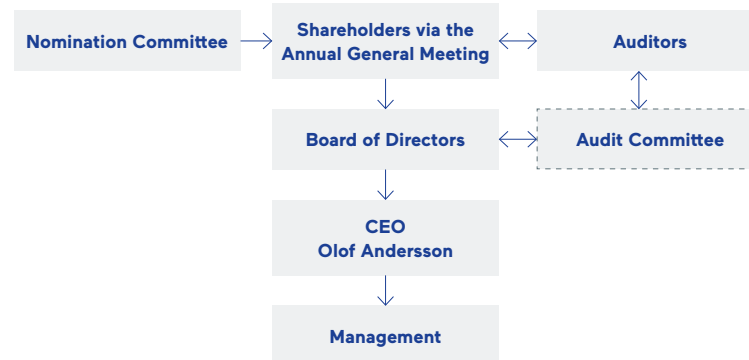 Nomination Committee
Shareholders via the
Annual General Meeting
Auditors
Board of Directors
Audit Committee
CEO
Olof Andersson
Management